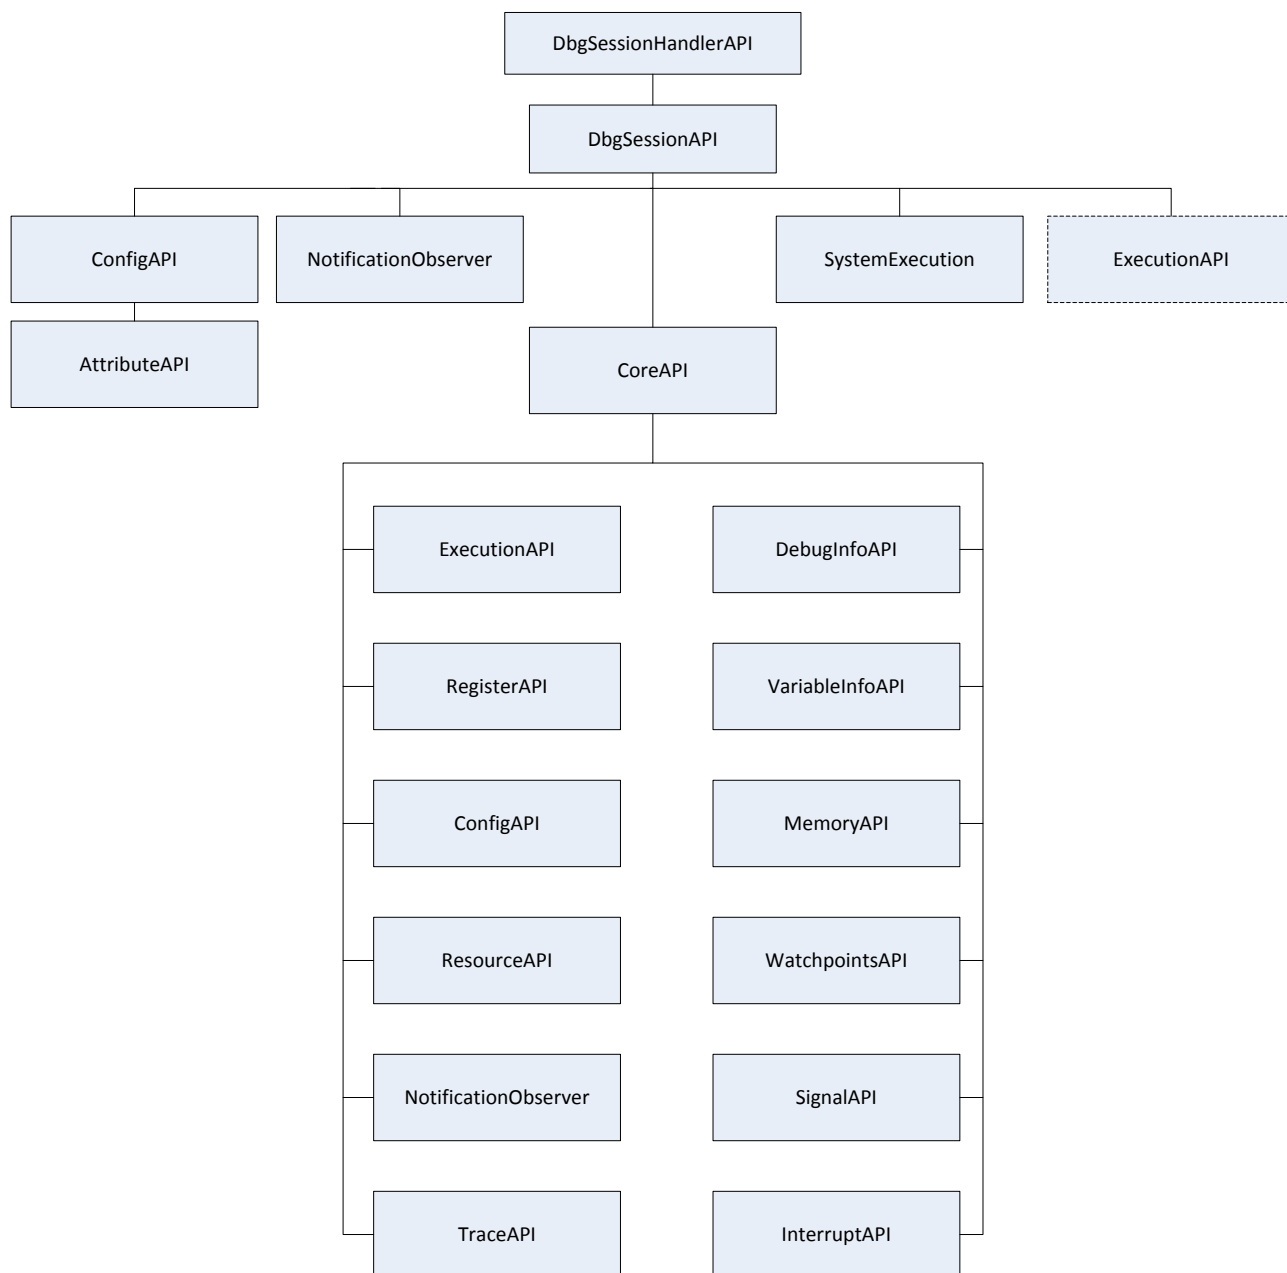 DbgSessionHandlerAPI
DbgSessionAPI
ConfigAPI
NotificationObserver
SystemExecution
ExecutionAPI
AttributeAPI
CoreAPI
ExecutionAPI
DebugInfoAPI
RegisterAPI
VariableInfoAPI
ConfigAPI
MemoryAPI
ResourceAPI
WatchpointsAPI
NotificationObserver
SignalAPI
TraceAPI
InterruptAPI